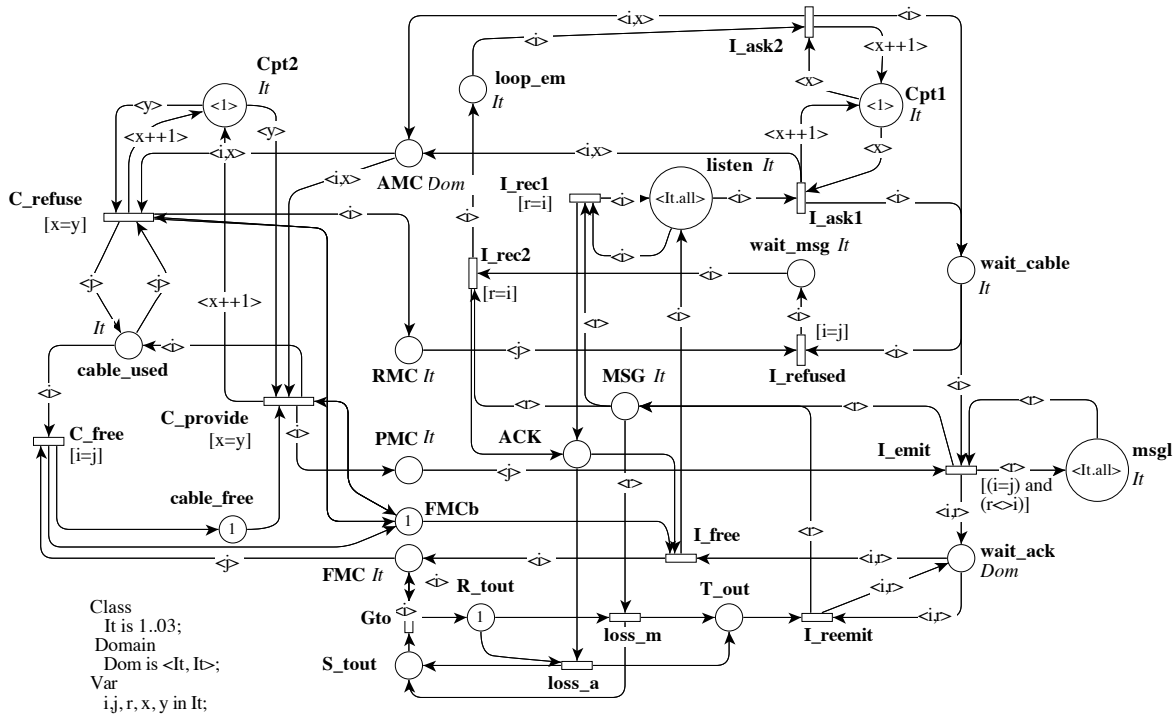 <i,x>
<i>
I_ask2
<i>
<x++1>
Cpt2
It
loop_em
It
<x>
Cpt1
It
<1>
<1>
<y>
<y>
<x++1>
<x++1>
<x>
<i,x>
<i,x>
listen It
AMC Dom
<i,x>
I_rec1
[r=i]
<i>
<It.all>
<i>
C_refuse
[x=y]
<i>
<i>
I_ask1
<i>
wait_msg It
<i>
I_rec2
[r=i]
<i>
wait_cable
It
<j>
<j>
<i>
<x++1>
<r>
<i>
<i>
[i=j]
It
cable_used
<i>
RMC It
<j>
MSG It
I_refused
<i>
<i>
<i>
C_provide
[x=y]
<i>
<r>
<r>
<r>
C_free
[i=j]
PMC It
ACK
I_emit
msgl
It
<It.all>
<j>
<r>
<r>
[(i=j) and
(r<>i)]
cable_free
1
1
FMCb
<r>
<i,r>
I_free
wait_ack
Dom
<j>
FMC It
<i>
<i,r>
<i>
R_tout
T_out
<i,r>
Gto
<i>
1
<i,r>
loss_m
I_reemit
S_tout
loss_a
Class
It is 1..03;
Domain
Dom is <It, It>;
Var
i,j, r, x, y in It;